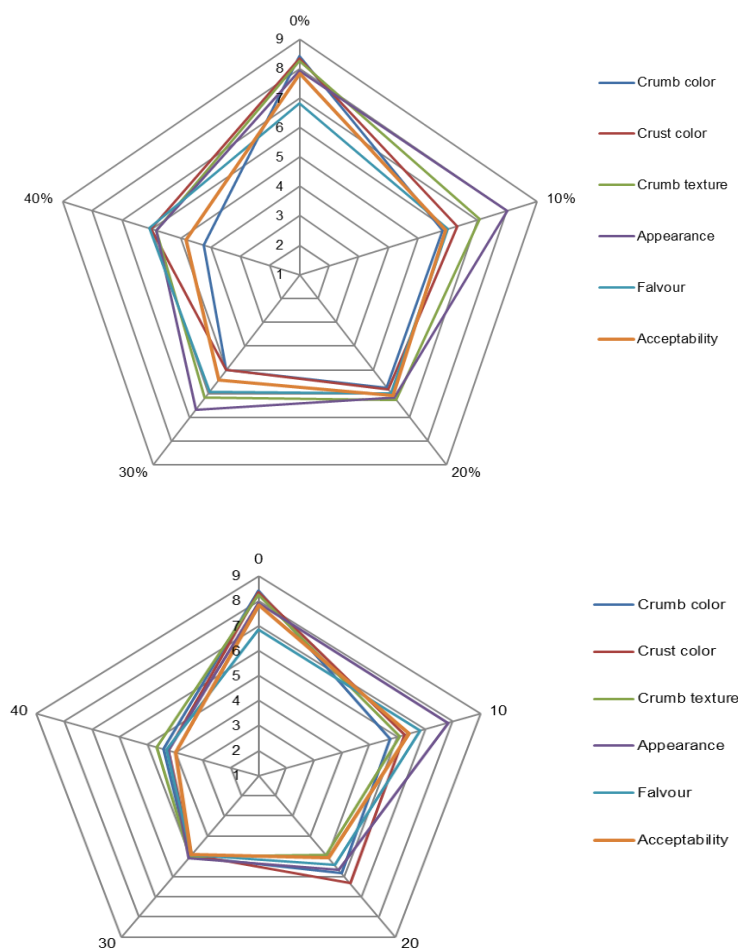 0%
9
8
7
6
5
4
3
2
1
10%
20%
30%
40%
Crumb color
Crust color
Crumb texture
Appearance
Falvour
Acceptability
0
9
8
7
6
5
4
3
2
1
10
20
30
40
Crumb color
Crust color
Crumb texture
Appearance
Falvour
Acceptability